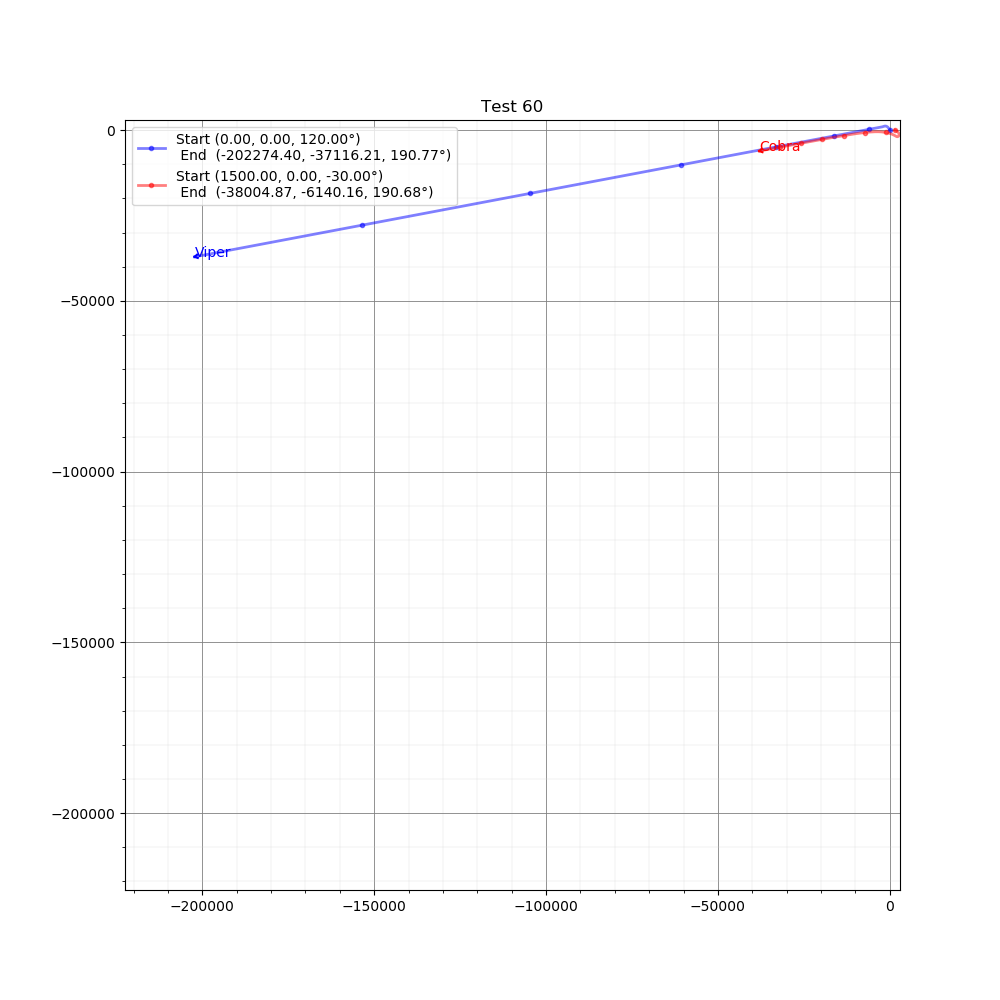 Test 60
Start (0.00, 0.00, 120.00°)
End (-202274.40, -37116.21, 190.77°)
Start (1500.00, 0.00, -30.00°)
End (-38004.87, -6140.16, 190.68°)
Cobra
Viper
0
−50000
−100000
−150000
−200000
−200000
−150000
−100000
−50000
0